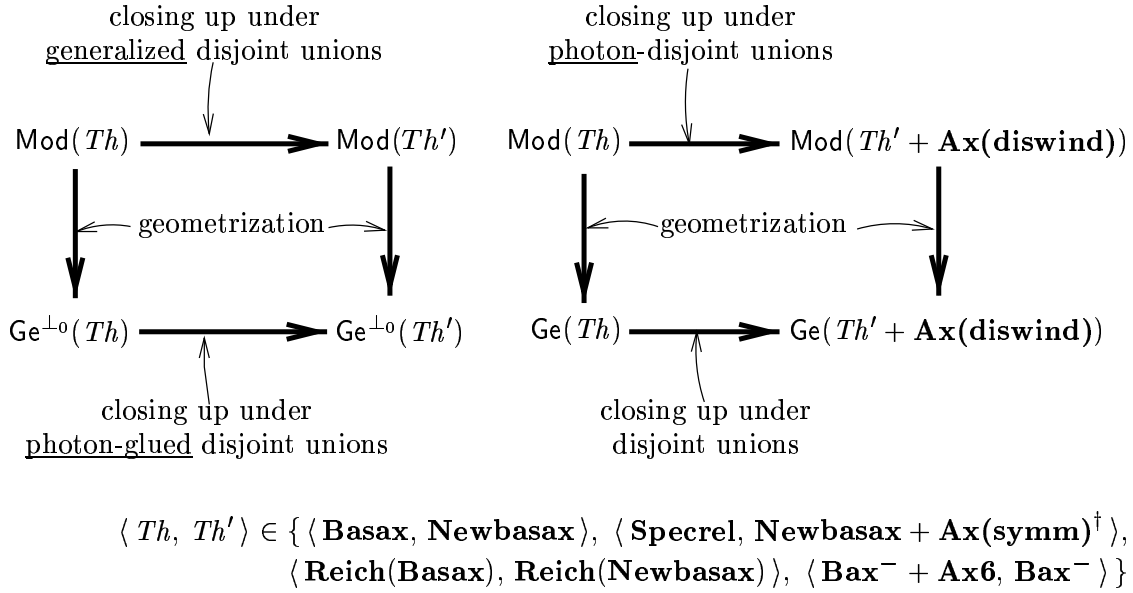 closing up under
generalized disjoint unions
closing up under
photon-disjoint unions
Mod(Th)
Mod(Th′)
Mod(Th)
Mod(Th′ + Ax(diswind))
geometrization
geometrization
Ge^⊥₀(Th)
Ge^⊥₀(Th′)
Ge(Th)
Ge(Th′ + Ax(diswind))
closing up under
photon-glued disjoint unions
closing up under
disjoint unions
⟨ Th, Th′ ⟩ ∈ { ⟨ Basax, Newbasax ⟩, ⟨ Specrel, Newbasax + Ax(symm)† ⟩,
⟨ Reich(Basax), Reich(Newbasax) ⟩, ⟨ Bax⁻ + Ax6, Bax⁻ ⟩ }